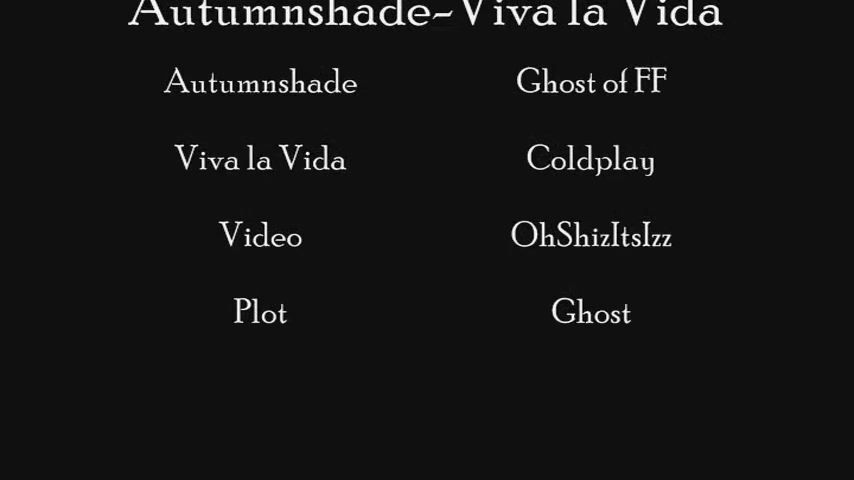 Autumnshade-Viva la Vida
Autumnshade Ghost of FF
Viva la Vida Coldplay
Video OhShizItsIzz
Plot Ghost